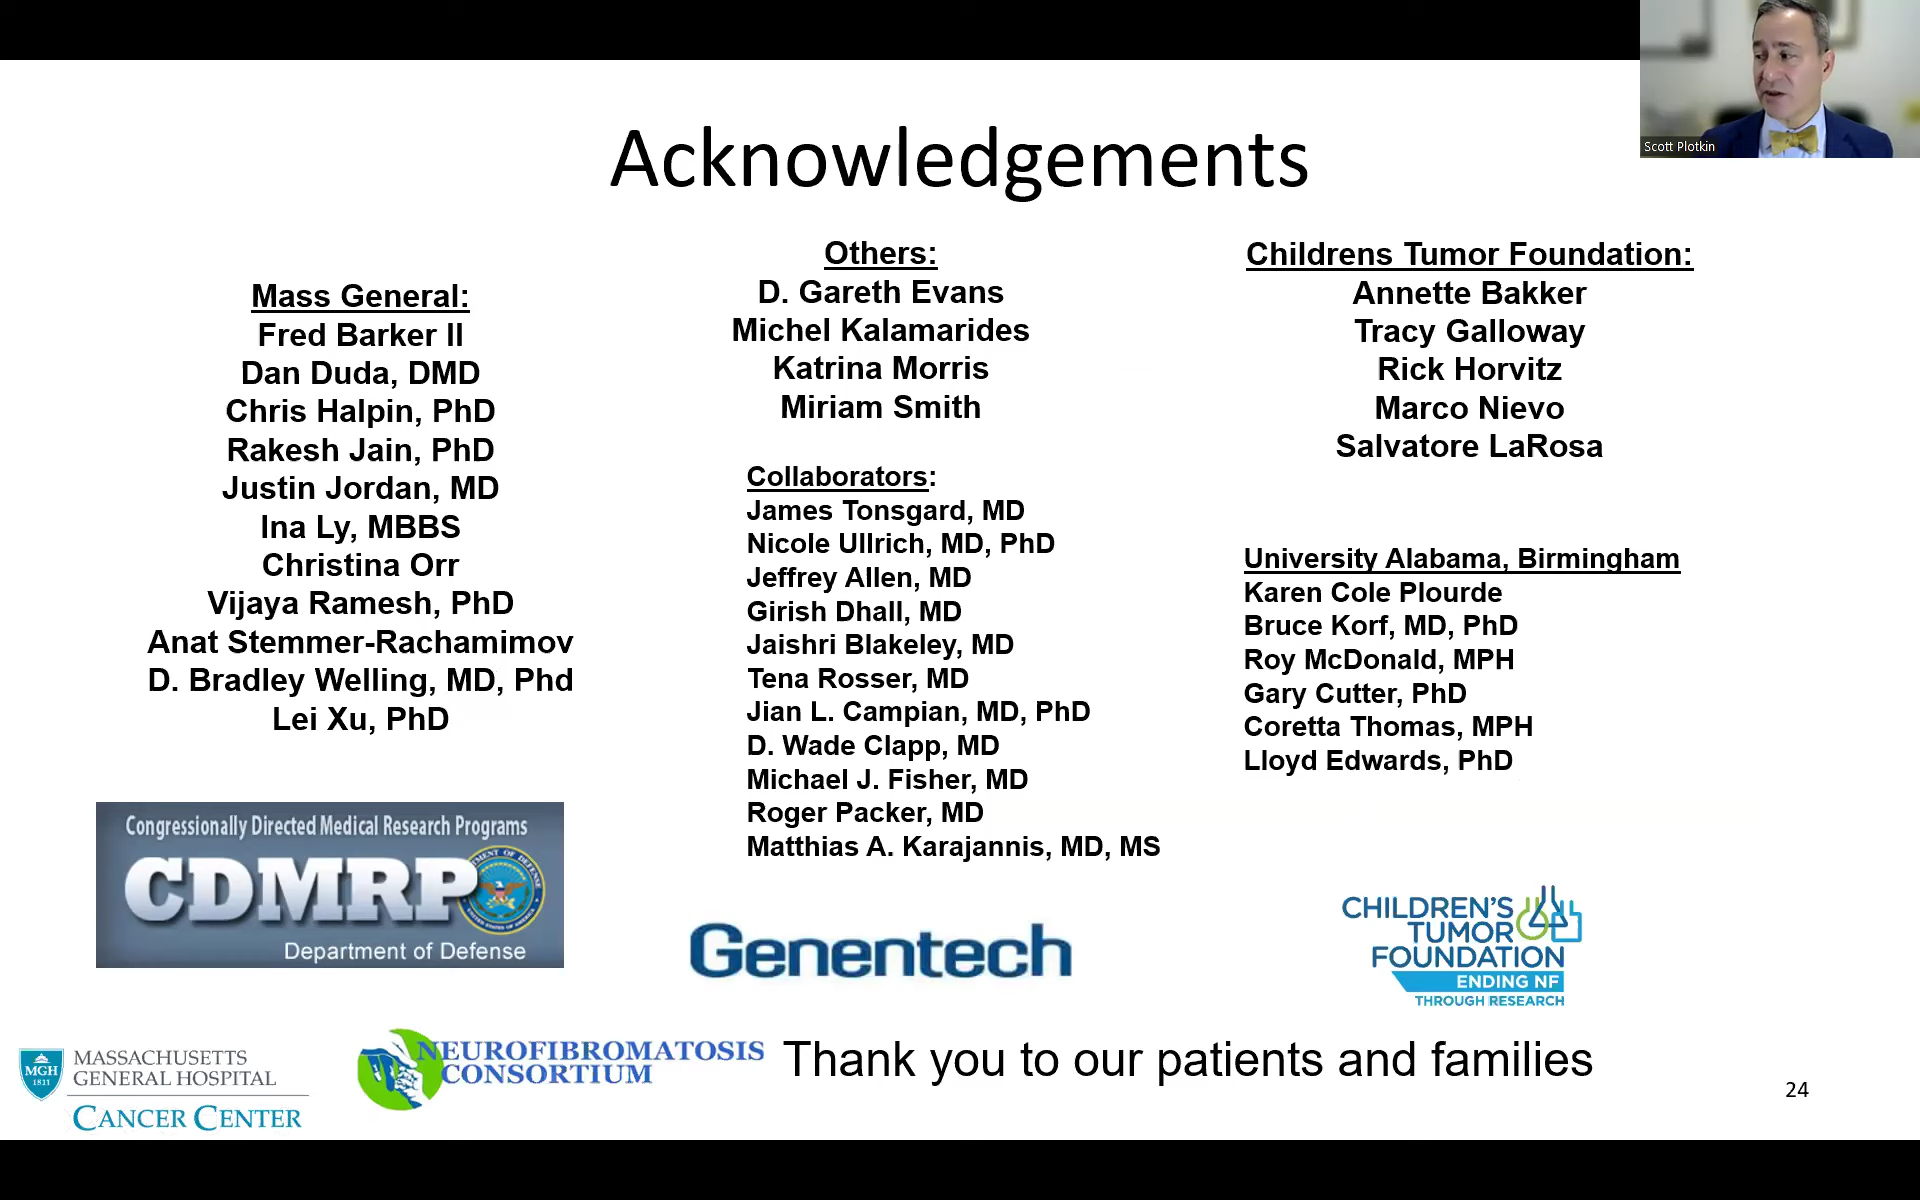 Scott Plotkin
Acknowledgements
Mass General:
Fred Barker II
Dan Duda, DMD
Chris Halpin, PhD
Rakesh Jain, PhD
Justin Jordan, MD
Ina Ly, MBBS
Christina Orr
Vijaya Ramesh, PhD
Anat Stemmer-Rachamimov
D. Bradley Welling, MD, Phd
Lei Xu, PhD
Others:
D. Gareth Evans
Michel Kalamarides
Katrina Morris
Miriam Smith
Collaborators:
James Tonsgard, MD
Nicole Ullrich, MD, PhD
Jeffrey Allen, MD
Girish Dhall, MD
Jaishri Blakeley, MD
Tena Rosser, MD
Jian L. Campian, MD, PhD
D. Wade Clapp, MD
Michael J. Fisher, MD
Roger Packer, MD
Matthias A. Karajannis, MD, MS
Childrens Tumor Foundation:
Annette Bakker
Tracy Galloway
Rick Horvitz
Marco Nievo
Salvatore LaRosa
University Alabama, Birmingham
Karen Cole Plourde
Bruce Korf, MD, PhD
Roy McDonald, MPH
Gary Cutter, PhD
Coretta Thomas, MPH
Lloyd Edwards, PhD
Congressionally Directed Medical Research Programs
CDMRP
Department of Defense
Genentech
CHILDREN'S
TUMOR
FOUNDATION
ENDING NF
THROUGH RESEARCH
MGH
1811
MASSACHUSETTS
GENERAL HOSPITAL
CANCER CENTER
NEUROFIBROMATOSIS
CONSORTIUM
Thank you to our patients and families
24